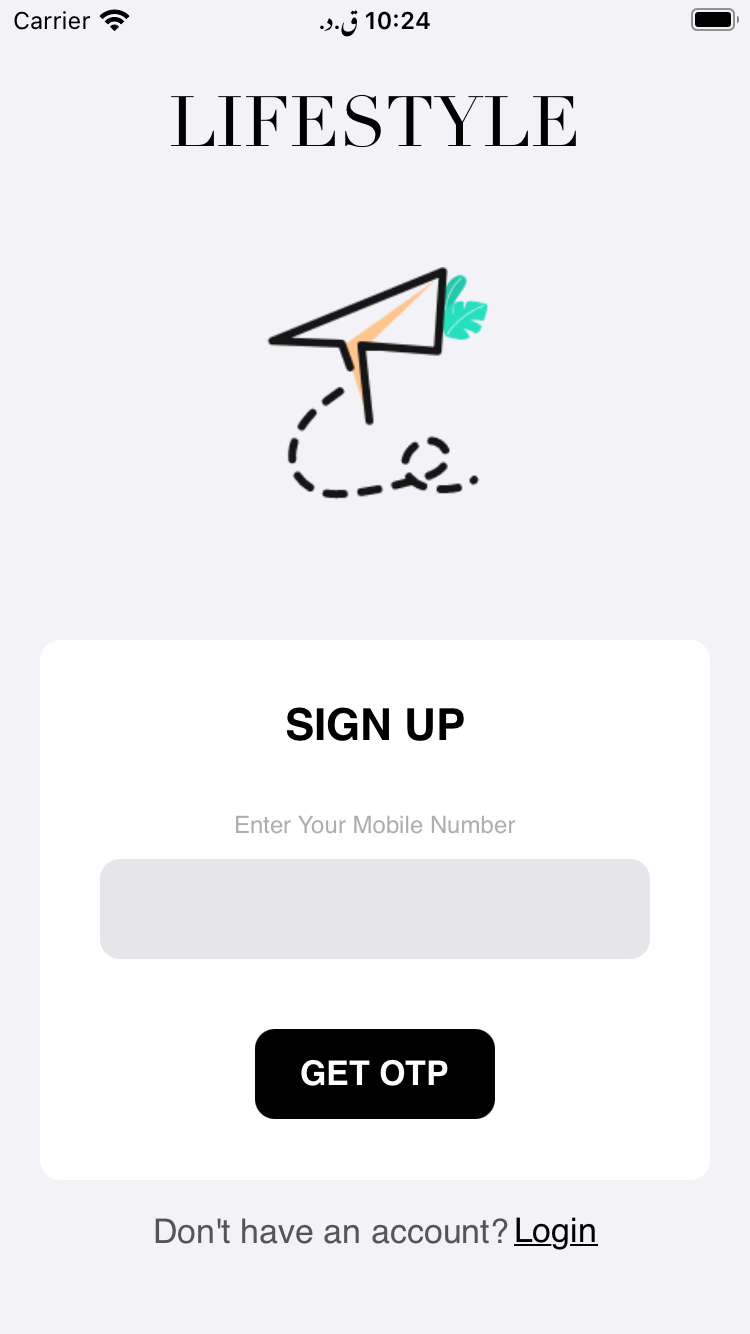 Carrier 10:24 ق.د.
LIFESTYLE
SIGN UP
Enter Your Mobile Number
GET OTP
Don't have an account? Login